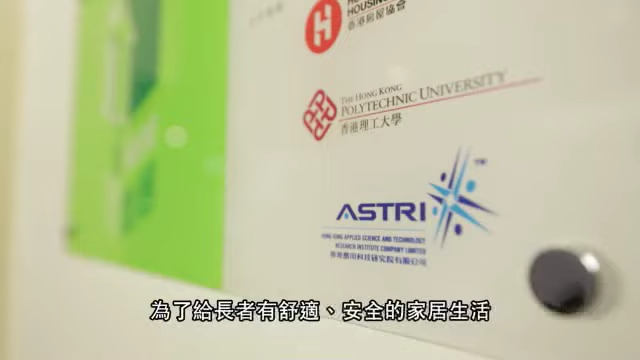 HOUSING
香港房屋協會
THE HONG KONG
POLYTECHNIC UNIVERSITY
香港理工大學
ASTRI
TM
HONG KONG APPLIED SCIENCE AND TECHNOLOGY
RESEARCH INSTITUTE COMPANY LIMITED
香港應用科技研究院有限公司
為了給長者有舒適、安全的家居生活